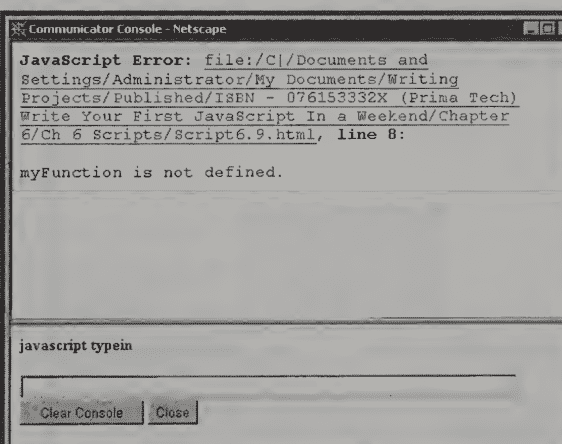 Communicator Console - Netscape
JavaScript Error: file:/C|/Documents and
Settings/Administrator/My Documents/Writing
Projects/Published/ISBN - 076153332X (Prima Tech)
Write Your First JavaScript In a Weekend/Chapter
6/Ch 6 Scripts/Script6.9.html, line 8:
myFunction is not defined.
javascript typein
Clear Console Close